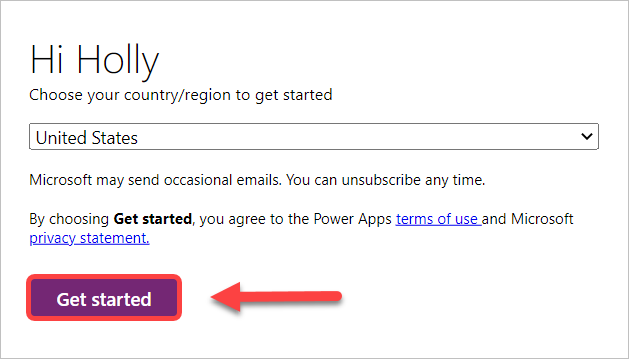 Hi Holly
Choose your country/region to get started
United States
Microsoft may send occasional emails. You can unsubscribe any time.
By choosing Get started, you agree to the Power Apps terms of use and Microsoft
privacy statement.
Get started